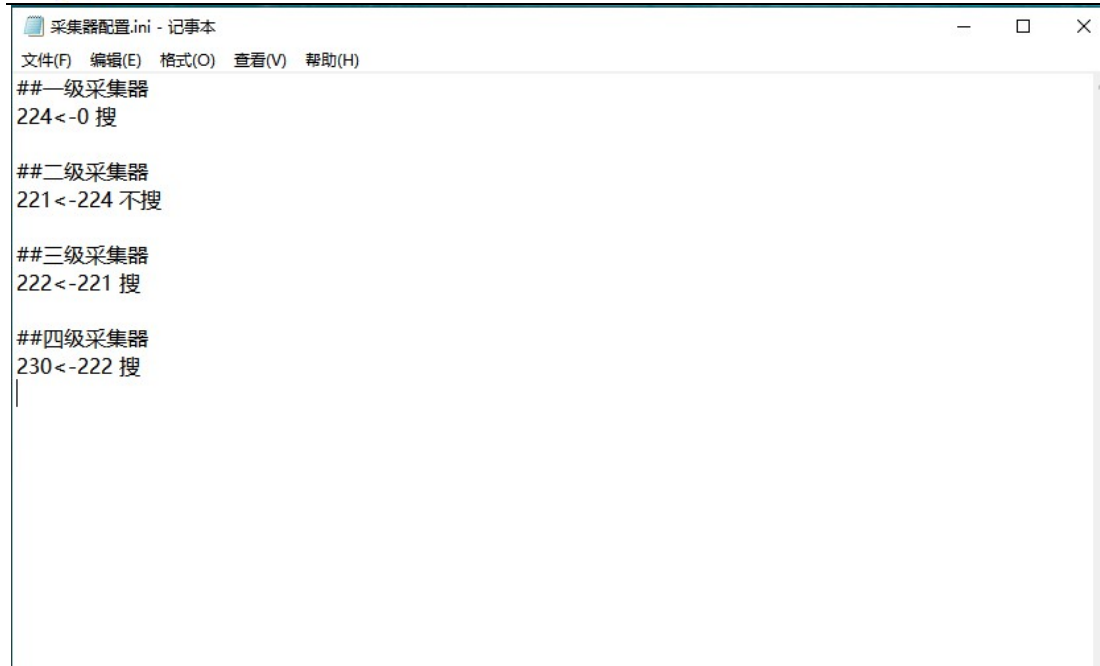 采集器配置.ini - 记事本
文件(F) 编辑(E) 格式(O) 查看(V) 帮助(H)
##一级采集器
224<-0 搜
##二级采集器
221<-224 不搜
##三级采集器
222<-221 搜
##四级采集器
230<-222 搜